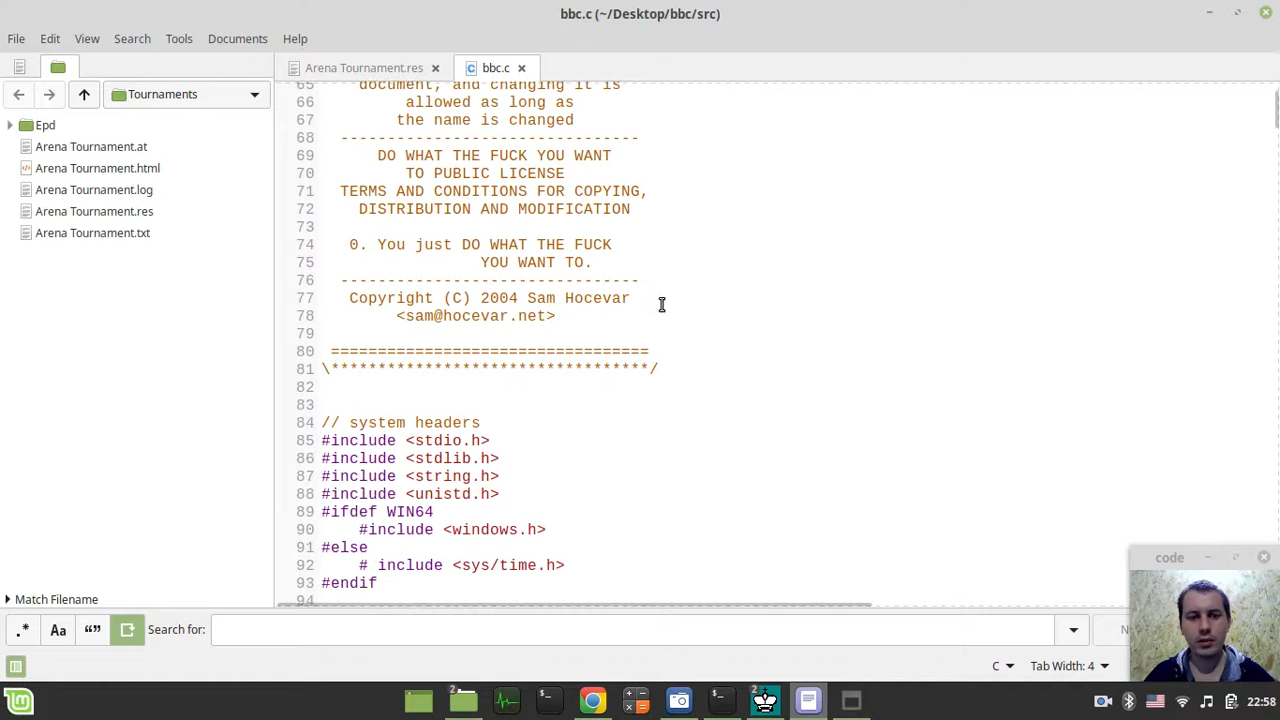 bbc.c (~/Desktop/bbc/src)
File Edit View Search Tools Documents Help
Arena Tournament.res bbc.c
Tournaments
Epd
Arena Tournament.at
Arena Tournament.html
Arena Tournament.log
Arena Tournament.res
Arena Tournament.txt
65 document, and changing it is
66 allowed as long as
67 the name is changed
68 --------------------------------
69 DO WHAT THE FUCK YOU WANT
70 TO PUBLIC LICENSE
71 TERMS AND CONDITIONS FOR COPYING,
72 DISTRIBUTION AND MODIFICATION
73
74 0. You just DO WHAT THE FUCK
75 YOU WANT TO.
76 --------------------------------
77 Copyright (C) 2004 Sam Hocevar
78 <sam@hocevar.net>
79
80 ==================================
81 \**********************************/
82
83
84 // system headers
85 #include <stdio.h>
86 #include <stdlib.h>
87 #include <string.h>
88 #include <unistd.h>
89 #ifdef WIN64
90 #include <windows.h>
91 #else
92 # include <sys/time.h>
93 #endif
94
Match Filename
.* Aa “” Search for:
C Tab Width: 4
code
2 2 22:58